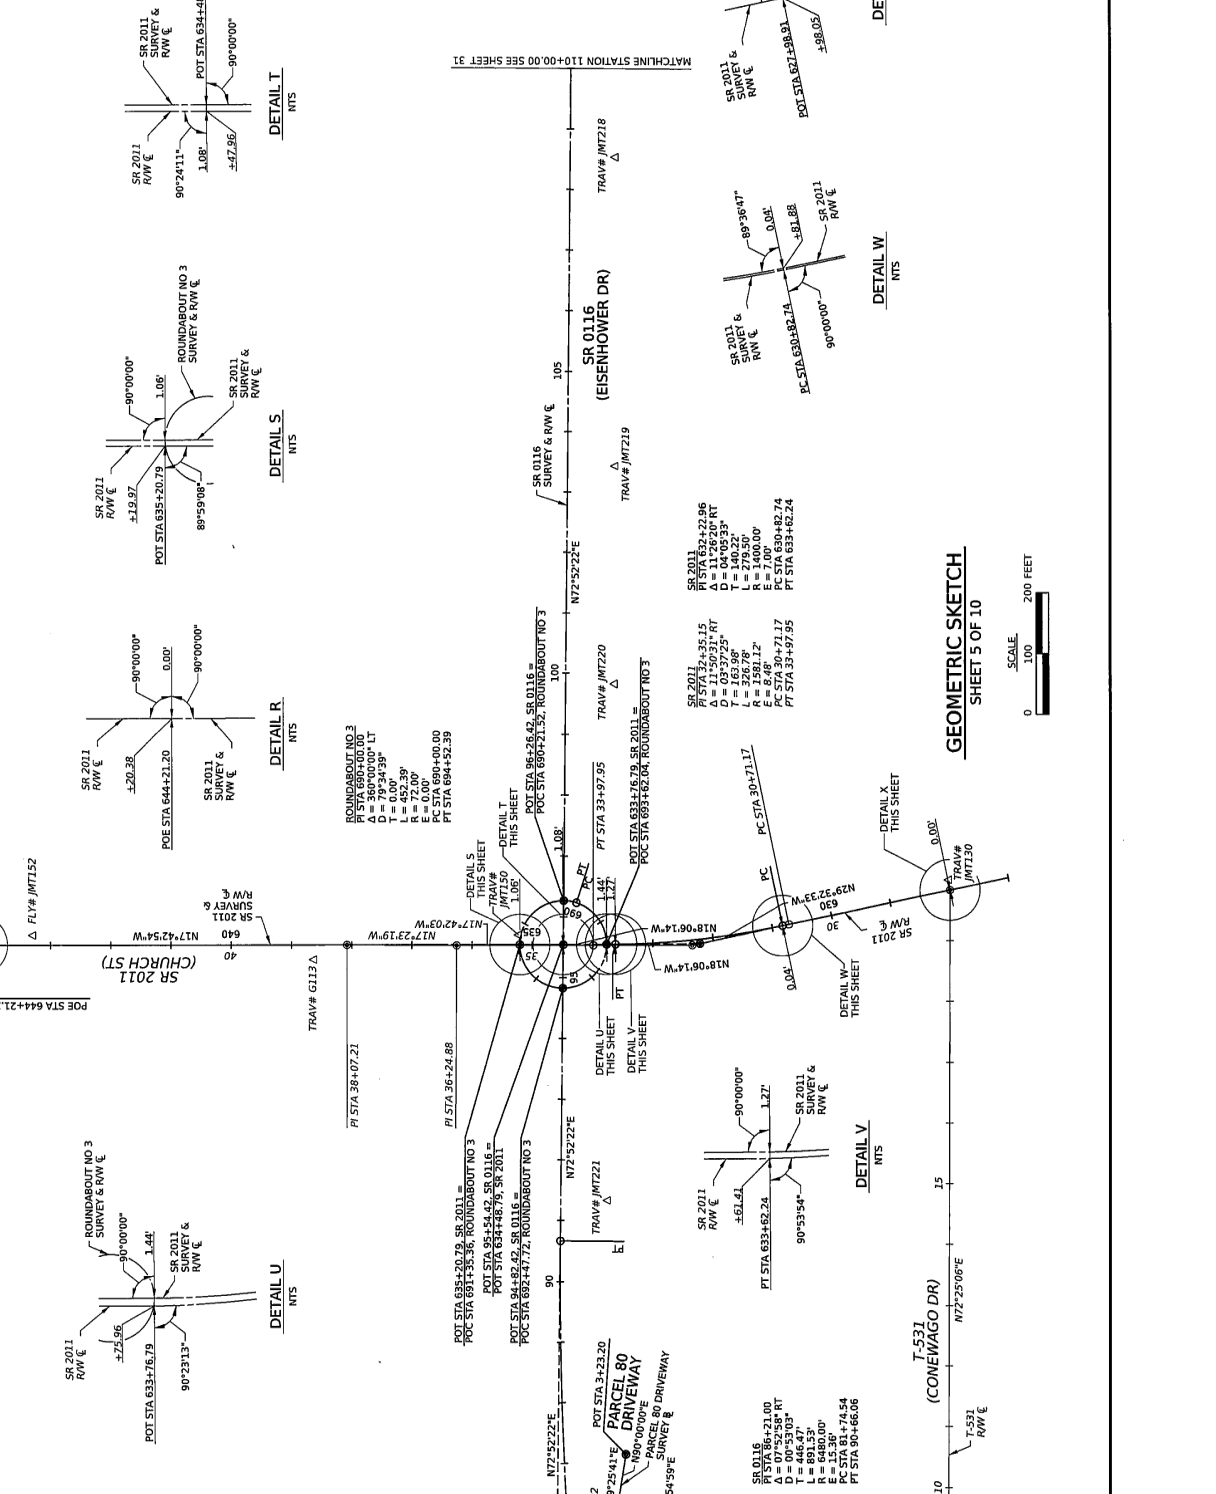 SR 2011
SURVEY &
R/W ℄
POT STA 634+4
90°00'00"
SR 2011
R/W ℄
90°24'11"
1.08'
+47.96
DETAIL T
NTS
MATCHLINE STATION 110+00.00 SEE SHEET 31
SR 2011
SURVEY &
R/W ℄
POT STA 627+98.91
+98.05
DE
TRAV# JMT218
ROUNDABOUT NO 3
SURVEY & R/W ℄
90°00'00"
1.06'
SR 2011
SURVEY &
R/W ℄
SR 2011
R/W ℄
+19.97
POT STA 635+20.79
89°59'08"
DETAIL S
NTS
SR 0116
(EISENHOWER DR)
105
SR 0116
SURVEY & R/W ℄
TRAV# JMT219
89°36'47"
0.04'
+81.88
SR 2011
R/W ℄
SR 2011
SURVEY &
R/W ℄
PC STA 630+82.74
90°00'00"
DETAIL W
NTS
90°00'00"
0.00'
90°00'00"
SR 2011
R/W ℄
+20.38
POE STA 644+21.20
SR 2011
SURVEY &
R/W ℄
DETAIL R
NTS
ROUNDABOUT NO 3
PI STA 690+00.00
Δ = 360°00'00" LT
D = 79°34'39"
T = 0.00'
L = 452.39'
R = 72.00'
E = 0.00'
PC STA 690+00.00
PT STA 694+52.39
N72°52'22"E
100
TRAV# JMT220
POT STA 96+26.42, SR 0116 =
POC STA 690+21.52, ROUNDABOUT NO 3
PT STA 33+97.95
POT STA 633+76.79, SR 2011 =
POC STA 693+62.04, ROUNDABOUT NO 3
SR 2011
PI STA 32+35.15
Δ = 11°50'31" RT
D = 03°37'25"
T = 163.98'
L = 326.78'
R = 1581.12'
E = 8.48'
PC STA 30+71.17
PT STA 33+97.95
SR 2011
PI STA 632+22.96
Δ = 11°26'20" RT
D = 04°05'33"
T = 140.22'
L = 279.50'
R = 1400.00'
E = 7.00'
PC STA 630+82.74
PT STA 633+62.24
GEOMETRIC SKETCH
SHEET 5 OF 10
SCALE
0 100 200 FEET
FLY# JMT152
SR 2011
SURVEY &
R/W ℄
640
40
N17°42'54"W
SR 2011
(CHURCH ST)
POE STA 644+21.
TRAV# G113
N17°23'19"W
N17°42'03"W
DETAIL S
THIS SHEET
TRAV#
JMT150
1.06'
DETAIL T
THIS SHEET
1.08'
635
35
690
95
PT
PC
1.44'
1.27'
PT
N18°06'14"W
N18°06'14"W
PC STA 30+71.17
PC
0.04'
630
30
N29°32'33"W
SR 2011
R/W ℄
DETAIL X
THIS SHEET
0.00'
TRAV#
JMT130
DETAIL W
THIS SHEET
DETAIL U
THIS SHEET
DETAIL V
THIS SHEET
PI STA 38+07.21
PI STA 36+24.88
POT STA 635+20.79, SR 2011 =
POC STA 691+35.36, ROUNDABOUT NO 3
POT STA 95+54.42, SR 0116 =
POT STA 634+48.79, SR 2011
POT STA 94+82.42, SR 0116 =
POC STA 692+47.72, ROUNDABOUT NO 3
N72°52'22"E
TRAV# JMT221
PT
90
ROUNDABOUT NO 3
SURVEY & R/W ℄
90°00'00"
1.44'
SR 2011
SURVEY &
R/W ℄
SR 2011
R/W ℄
+75.96
POT STA 633+76.79
90°23'13"
DETAIL U
NTS
90°00'00"
1.27'
SR 2011
SURVEY &
R/W ℄
SR 2011
R/W ℄
+61.41
PT STA 633+62.24
90°53'54"
DETAIL V
NTS
15
N72°25'06"E
T-531
(CONEWAGO DR)
T-531
R/W ℄
10
N72°52'22"E
POT STA 3+23.20
PARCEL 80
DRIVEWAY
N90°00'00"E
PARCEL 80 DRIVEWAY
SURVEY ℄
9°25'41"E
54'59"E
2
SR 0116
PI STA 86+21.00
Δ = 07°52'58" RT
D = 00°53'03"
T = 446.47'
L = 891.53'
R = 6480.00'
E = 15.36'
PC STA 81+74.54
PT STA 90+66.06